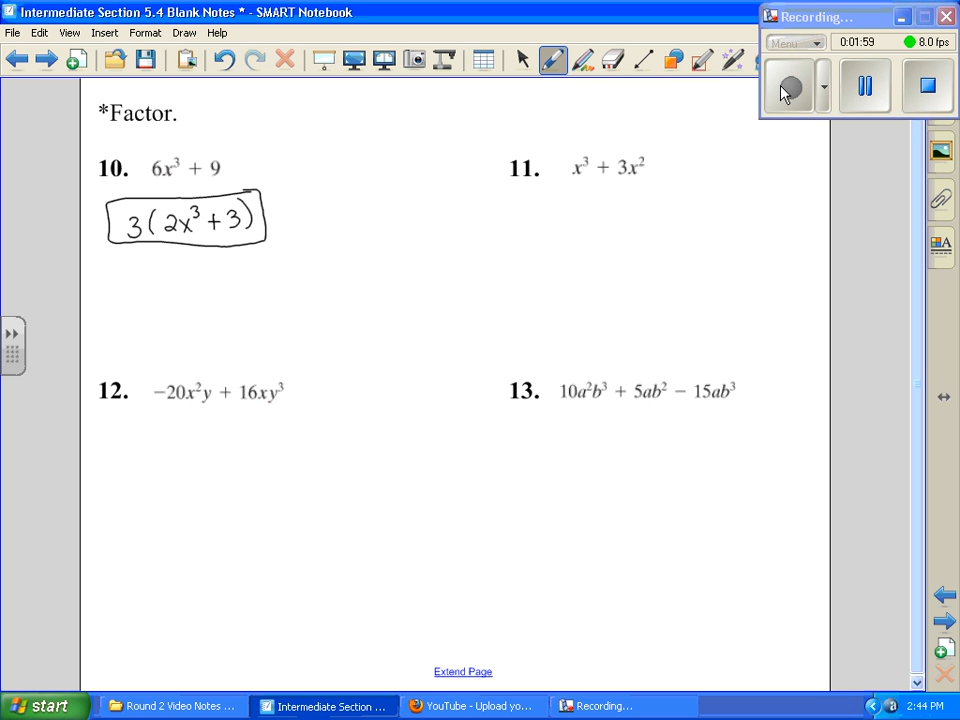 Intermediate Section 5.4 Blank Notes * - SMART Notebook
File Edit View Insert Format Draw Help
Recording...
Menu
0:01:59
8.0 fps
*Factor.
10. 6x³ + 9
3(2x³+3)
11. x³ + 3x²
12. −20x²y + 16xy³
13. 10a²b³ + 5ab² − 15ab³
Extend Page
start
Round 2 Video Notes ...
Intermediate Section ...
YouTube - Upload yo...
Recording...
2:44 PM